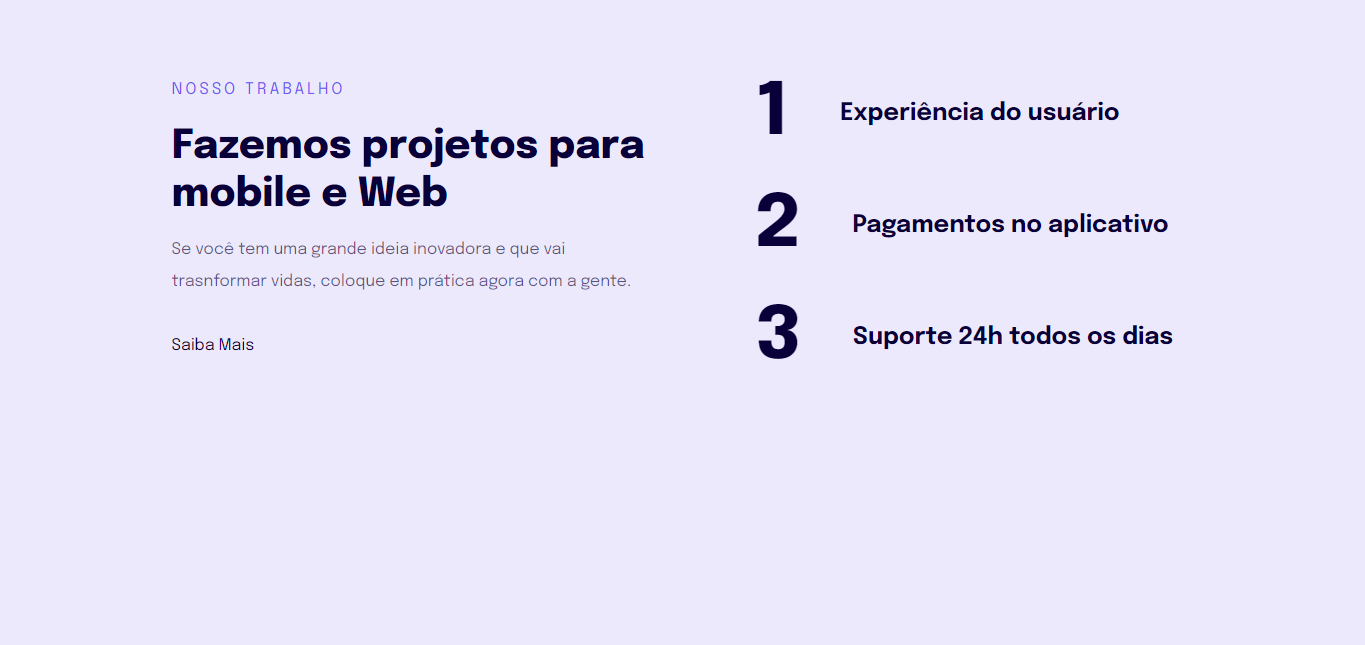 NOSSO TRABALHO
Fazemos projetos para
mobile e Web
Se você tem uma grande ideia inovadora e que vai
trasnformar vidas, coloque em prática agora com a gente.
Saiba Mais
1 Experiência do usuário
2 Pagamentos no aplicativo
3 Suporte 24h todos os dias